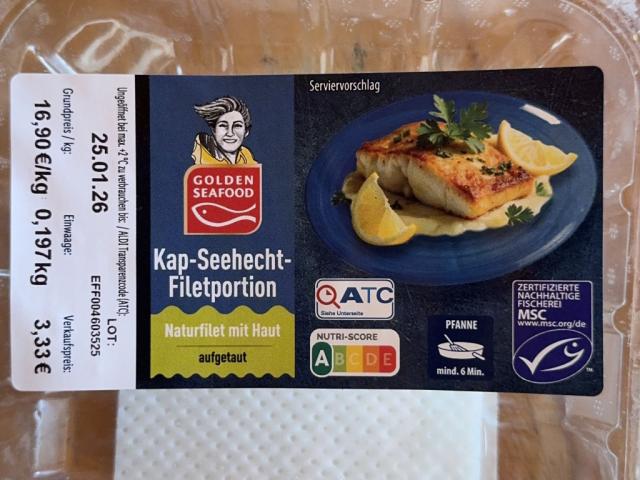 Ungeöffnet bei max. +2 °C zu verbrauchen bis: / ALDI Transparenzcode (ATC):
25.01.26
LOT:
EFF004603525
Grundpreis / kg:
Einwaage:
Verkaufspreis:
16,90 €/kg
0,197kg
3,33 €
GOLDEN
SEAFOOD
Kap-Seehecht-
Filetportion
Naturfilet mit Haut
aufgetaut
Serviervorschlag
ATC
Siehe Unterseite
NUTRI-SCORE
A B C D E
PFANNE
mind. 6 Min.
ZERTIFIZIERTE
NACHHALTIGE
FISCHEREI
MSC
www.msc.org/de
TM